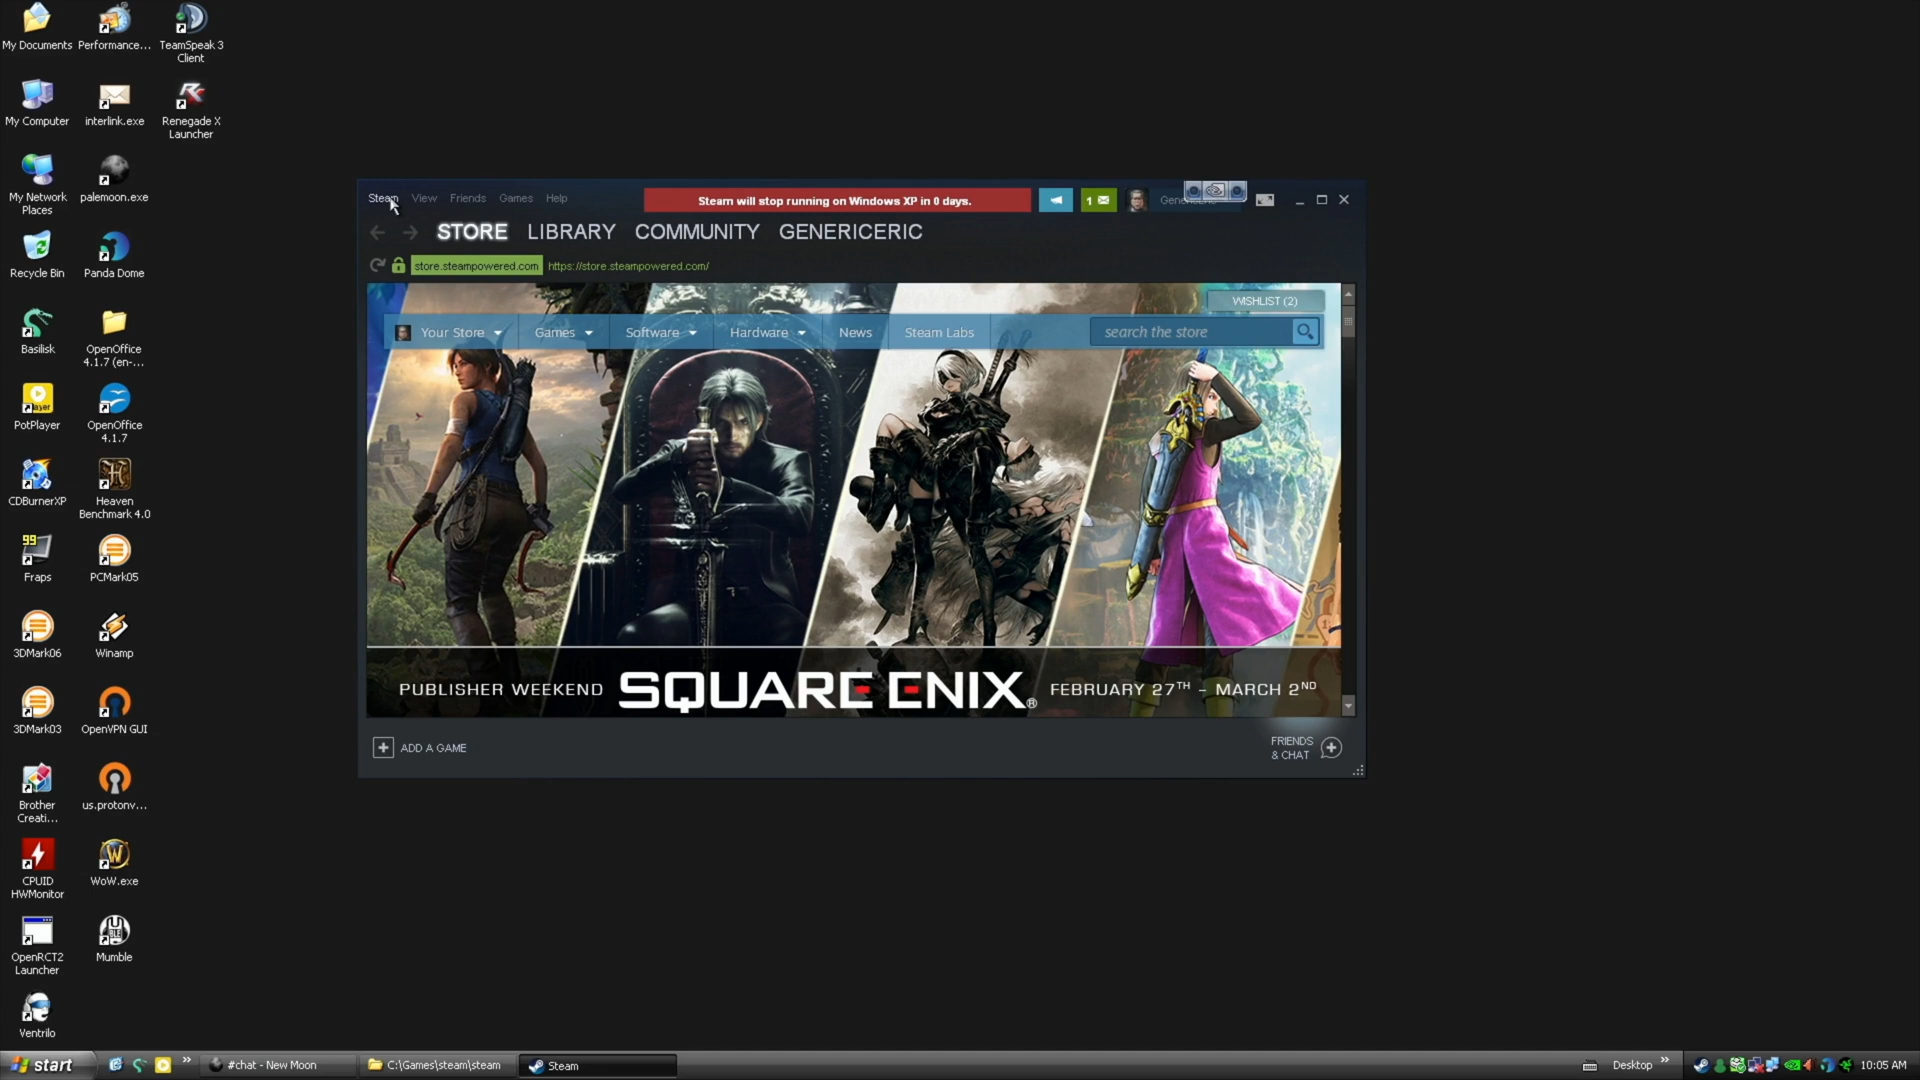 My Documents
Performance...
TeamSpeak 3
Client
My Computer
interlink.exe
Renegade X
Launcher
My Network
Places
palemoon.exe
Recycle Bin
Panda Dome
Basilisk
OpenOffice
4.1.7 (en-...
PotPlayer
OpenOffice
4.1.7
CDBurnerXP
Heaven
Benchmark 4.0
99
Fraps
PCMark05
3DMark06
Winamp
3DMark03
OpenVPN GUI
Brother
Creati...
us.protonv...
CPUID
HWMonitor
WoW.exe
OpenRCT2
Launcher
Mumble
Ventrilo
Steam View Friends Games Help
Steam will stop running on Windows XP in 0 days.
1
STORE LIBRARY COMMUNITY GENERICERIC
store.steampowered.com https://store.steampowered.com/
WISHLIST (2)
Your Store Games Software Hardware News Steam Labs search the store
PUBLISHER WEEKEND SQUARE ENIX® FEBRUARY 27TH - MARCH 2ND
ADD A GAME
FRIENDS
& CHAT
start #chat - New Moon C:\Games\steam\steam Steam Desktop 10:05 AM